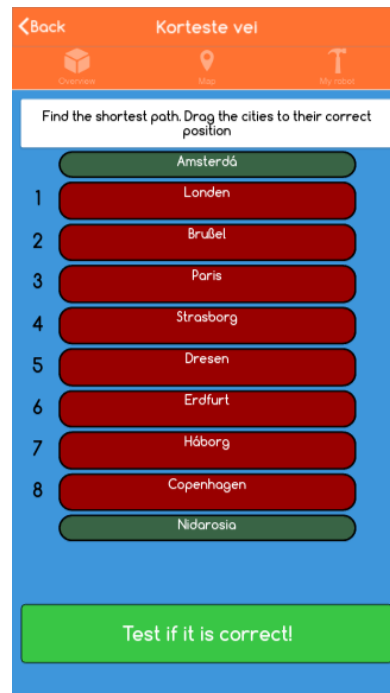 Back
Korteste vei
Overview
Map
My robot
Find the shortest path. Drag the cities to their correct
position
Amsterdá
1 Londen
2 Brußel
3 Paris
4 Strasborg
5 Dresen
6 Erdfurt
7 Háborg
8 Copenhagen
Nidarosia
Test if it is correct!